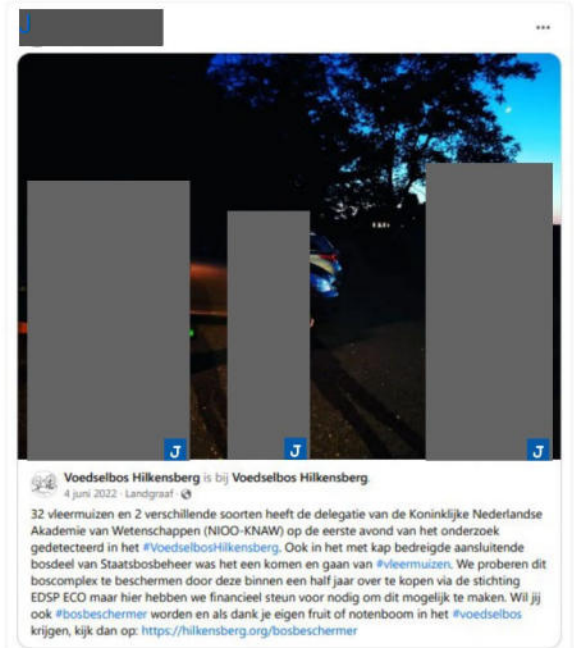 J
...
J
J
J
Voedselbos Hilkensberg is bij Voedselbos Hilkensberg.
4 juni 2022 · Landgraaf ·
32 vleermuizen en 2 verschillende soorten heeft de delegatie van de Koninklijke Nederlandse
Akademie van Wetenschappen (NIOO-KNAW) op de eerste avond van het onderzoek
gedetecteerd in het #VoedselbosHilkensberg. Ook in het met kap bedreigde aansluitende
bosdeel van Staatsbosbeheer was het een komen en gaan van #vleermuizen. We proberen dit
boscomplex te beschermen door deze binnen een half jaar over te kopen via de stichting
EDSP ECO maar hier hebben we financieel steun voor nodig om dit mogelijk te maken. Wil jij
ook #bosbeschermer worden en als dank je eigen fruit of notenboom in het #voedselbos
krijgen, kijk dan op: https://hilkensberg.org/bosbeschermer